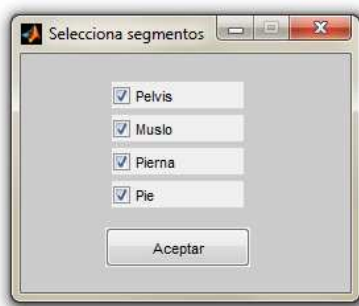 Selecciona segmentos
Pelvis
Muslo
Pierna
Pie
Aceptar